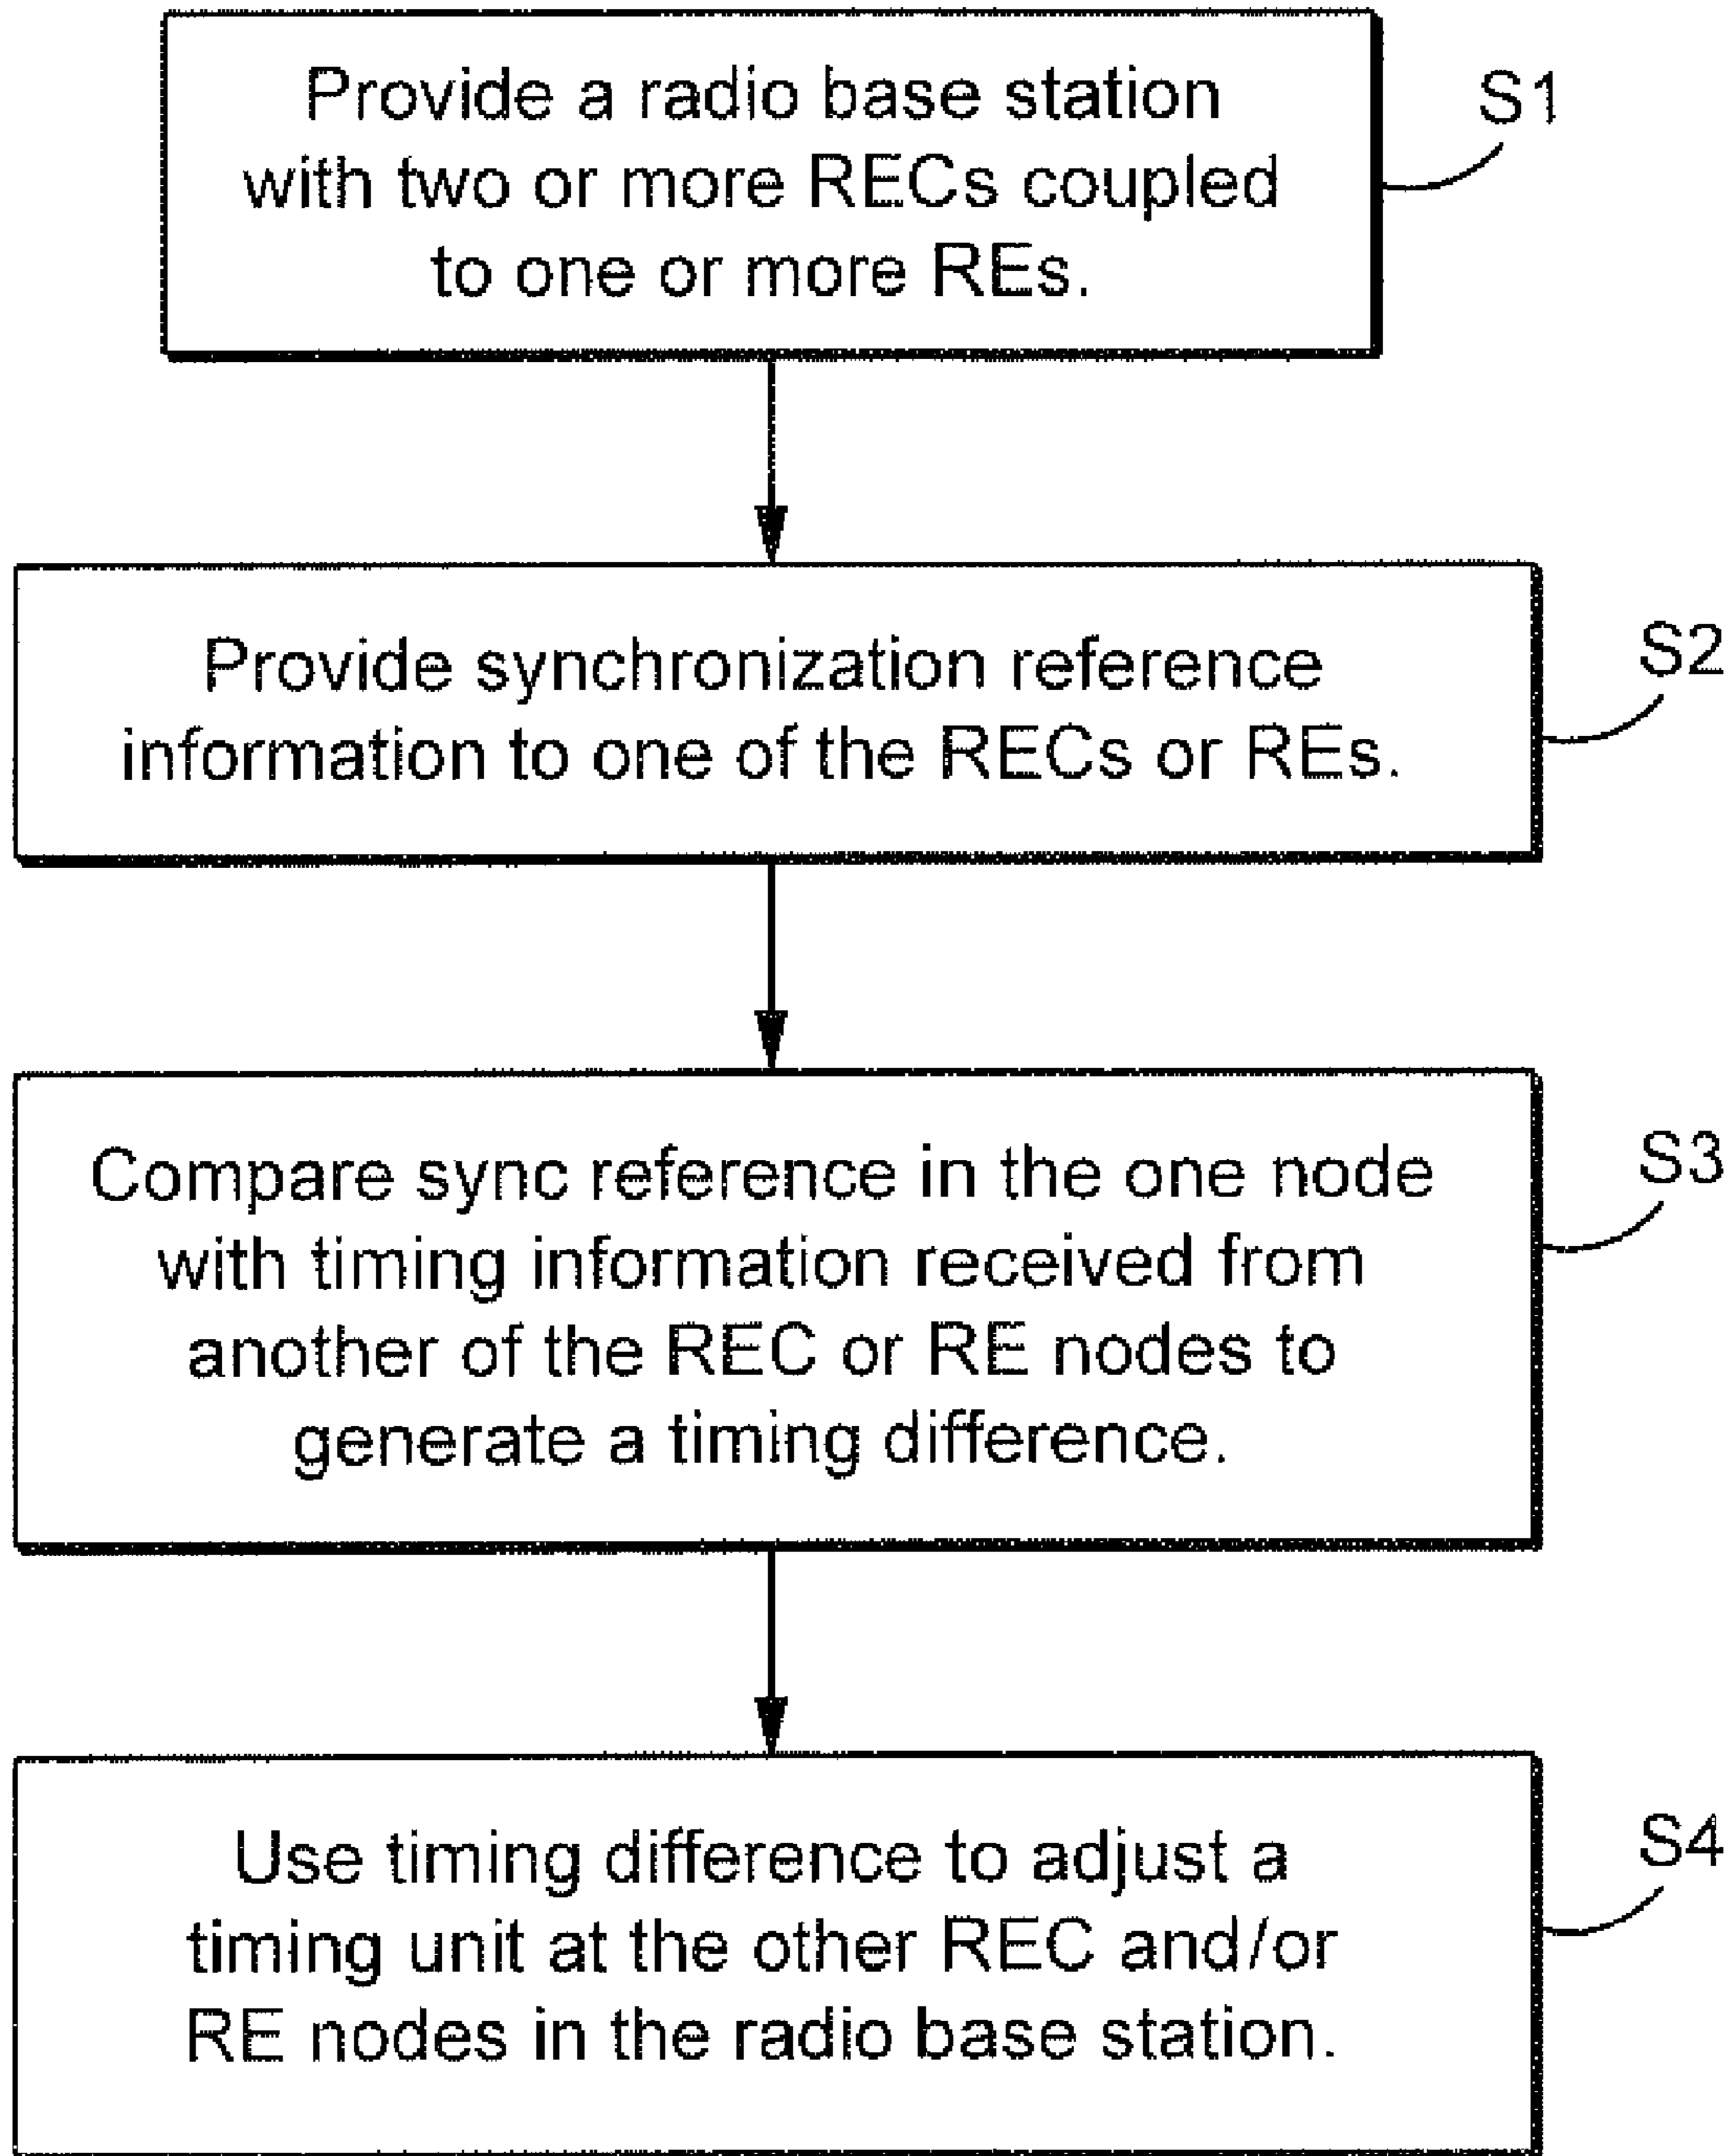 Provide a radio base station
with two or more RECs coupled
to one or more REs.
S1
Provide synchronization reference
information to one of the RECs or REs.
S2
Compare sync reference in the one node
with timing information received from
another of the REC or RE nodes to
generate a timing difference.
S3
Use timing difference to adjust a
timing unit at the other REC and/or
RE nodes in the radio base station.
S4